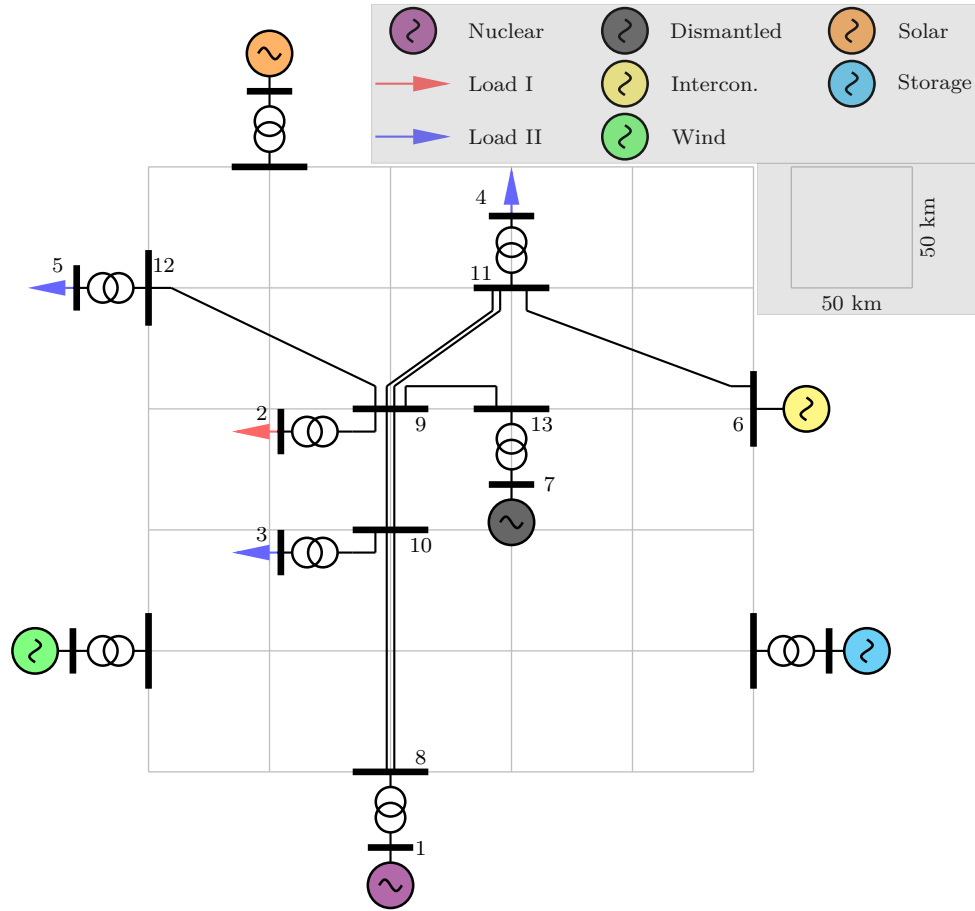 Nuclear
Dismantled
Solar
Load I
Intercon.
Storage
Load II
Wind
4
50 km
5
12
11
50 km
2
9
13
6
7
3
10
8
1